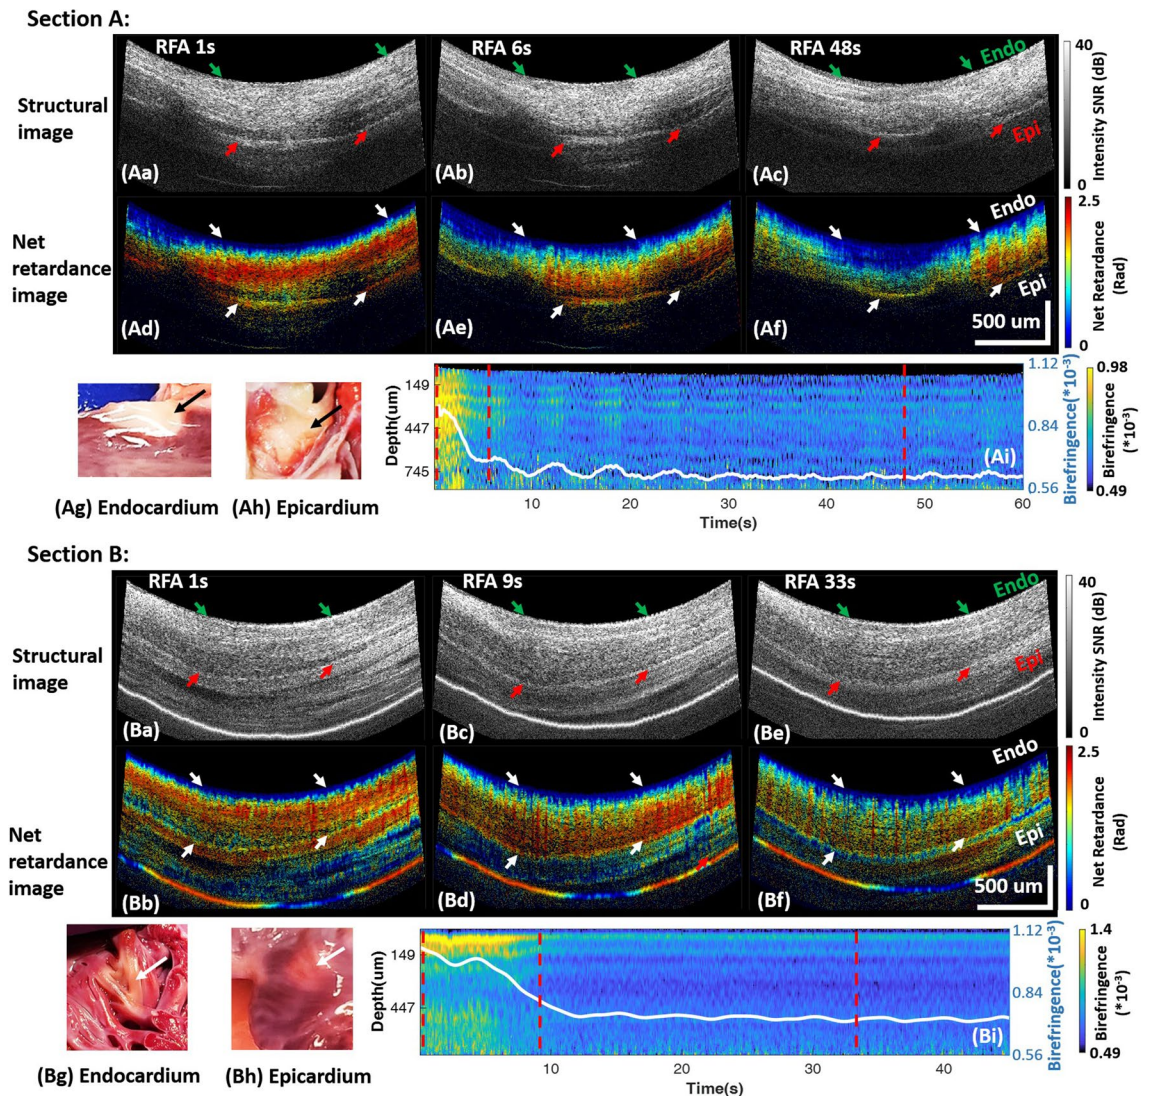 Section A:
RFA 1s
RFA 6s
RFA 48s
Endo
Epi
Structural
image
(Aa)
(Ab)
(Ac)
40
0
Intensity SNR (dB)
Net
retardance
image
Endo
Epi
500 um
(Ad)
(Ae)
(Af)
2.5
0
Net Retardance
(Rad)
(Ag) Endocardium
(Ah) Epicardium
Depth(um)
149
447
745
10
20
30
40
50
60
Time(s)
(Ai)
1.12
0.84
0.56
Birefringence(*10⁻³)
0.98
0.49
Birefringence
(*10⁻³)
Section B:
RFA 1s
RFA 9s
RFA 33s
Endo
Epi
Structural
image
(Ba)
(Bc)
(Be)
40
0
Intensity SNR (dB)
Net
retardance
image
Endo
Epi
500 um
(Bb)
(Bd)
(Bf)
2.5
0
Net Retardance
(Rad)
(Bg) Endocardium
(Bh) Epicardium
Depth(um)
149
447
10
20
30
40
Time(s)
(Bi)
1.12
0.84
0.56
Birefringence(*10⁻³)
1.4
0.49
Birefringence
(*10⁻³)